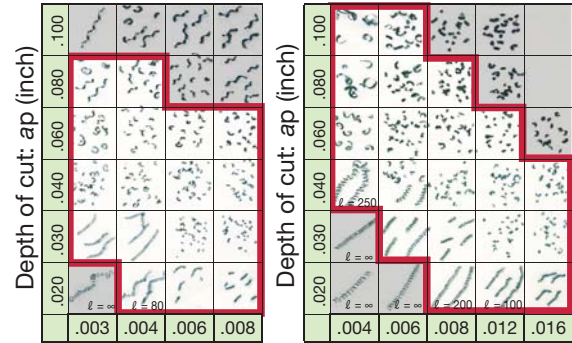 Depth of cut: ap (inch)
.100
.080
.060
.040
.030
.020
ℓ = ∞
ℓ = 80
.003
.004
.006
.008
Depth of cut: ap (inch)
.100
.080
.060
.040
.030
.020
ℓ = 250
ℓ = ∞
ℓ = ∞
ℓ = ∞
ℓ = 200
ℓ = 100
.004
.006
.008
.012
.016